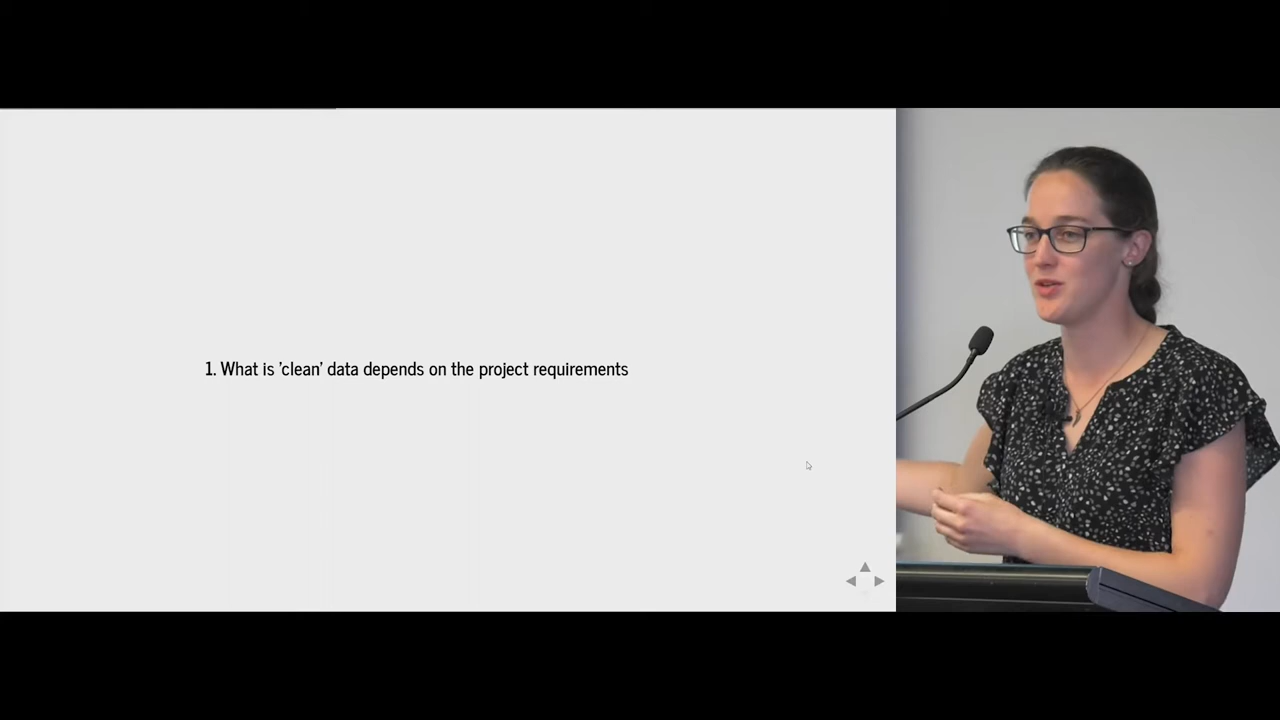 1. What is 'clean' data depends on the project requirements